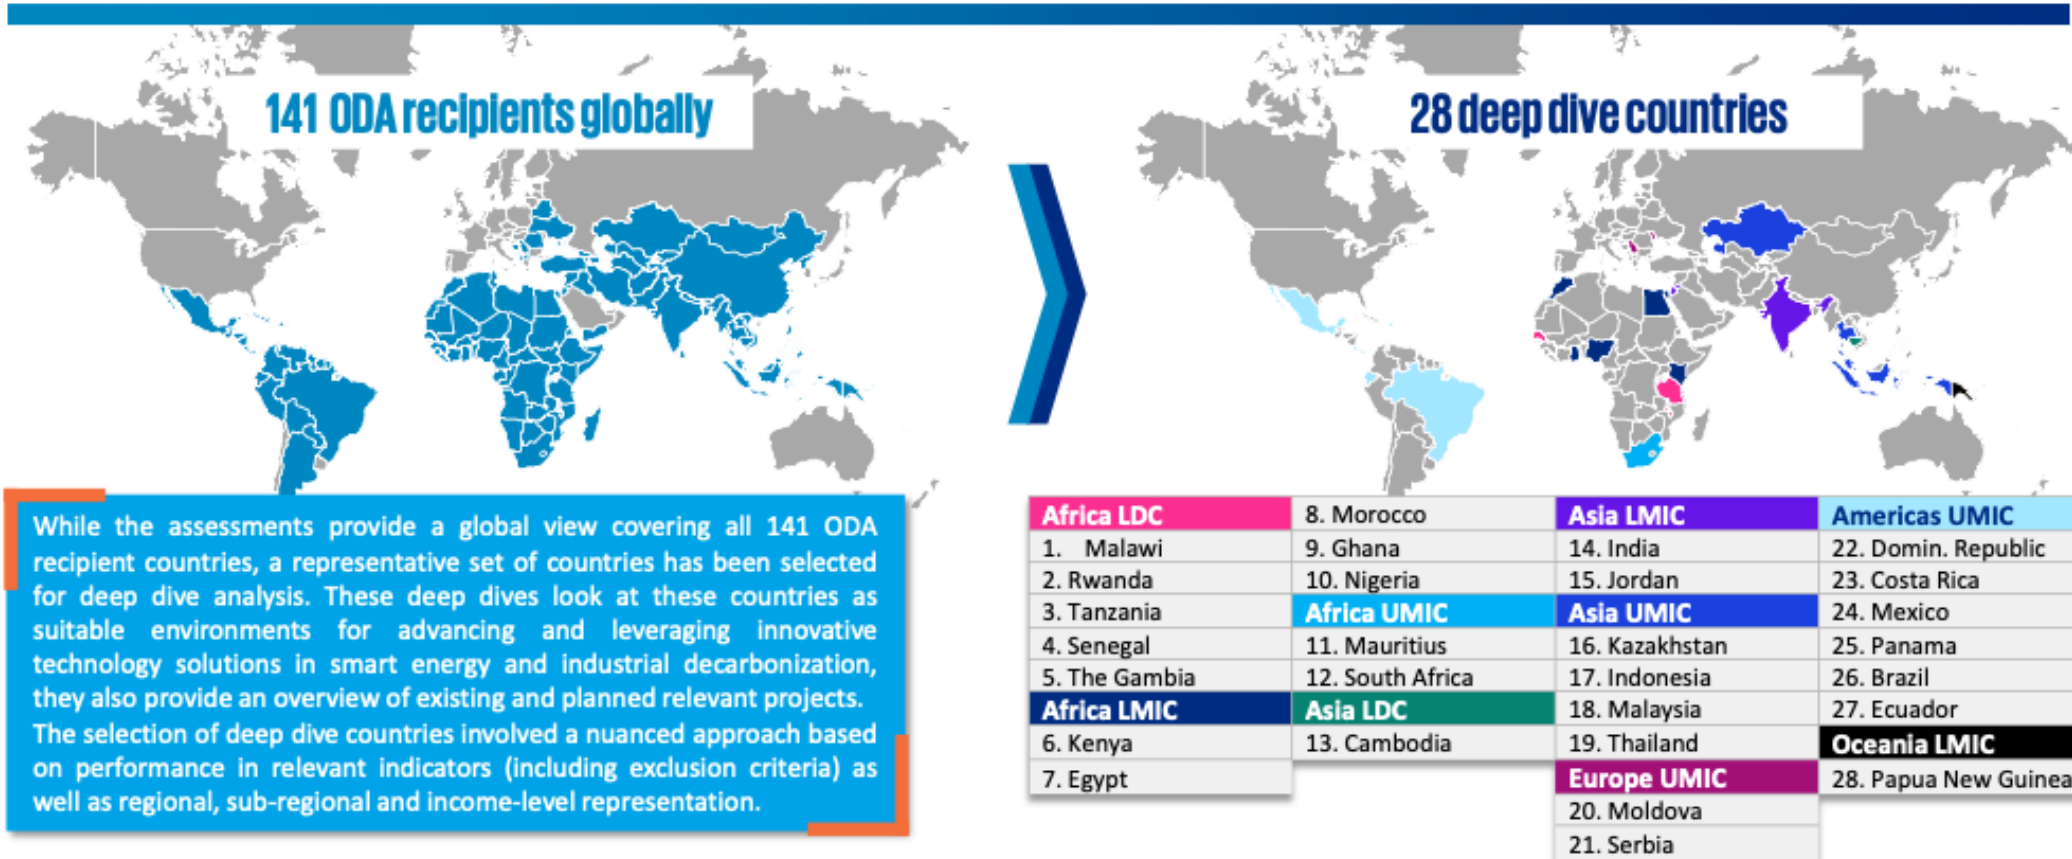 141 ODA recipients globally
28 deep dive countries
While the assessments provide a global view covering all 141 ODA
recipient countries, a representative set of countries has been selected
for deep dive analysis. These deep dives look at these countries as
suitable environments for advancing and leveraging innovative
technology solutions in smart energy and industrial decarbonization,
they also provide an overview of existing and planned relevant projects.
The selection of deep dive countries involved a nuanced approach based
on performance in relevant indicators (including exclusion criteria) as
well as regional, sub-regional and income-level representation.
Africa LDC
1. Malawi
2. Rwanda
3. Tanzania
4. Senegal
5. The Gambia
Africa LMIC
6. Kenya
7. Egypt
8. Morocco
9. Ghana
10. Nigeria
Africa UMIC
11. Mauritius
12. South Africa
Asia LDC
13. Cambodia
Asia LMIC
14. India
15. Jordan
Asia UMIC
16. Kazakhstan
17. Indonesia
18. Malaysia
19. Thailand
Europe UMIC
20. Moldova
21. Serbia
Americas UMIC
22. Domin. Republic
23. Costa Rica
24. Mexico
25. Panama
26. Brazil
27. Ecuador
Oceania LMIC
28. Papua New Guinea